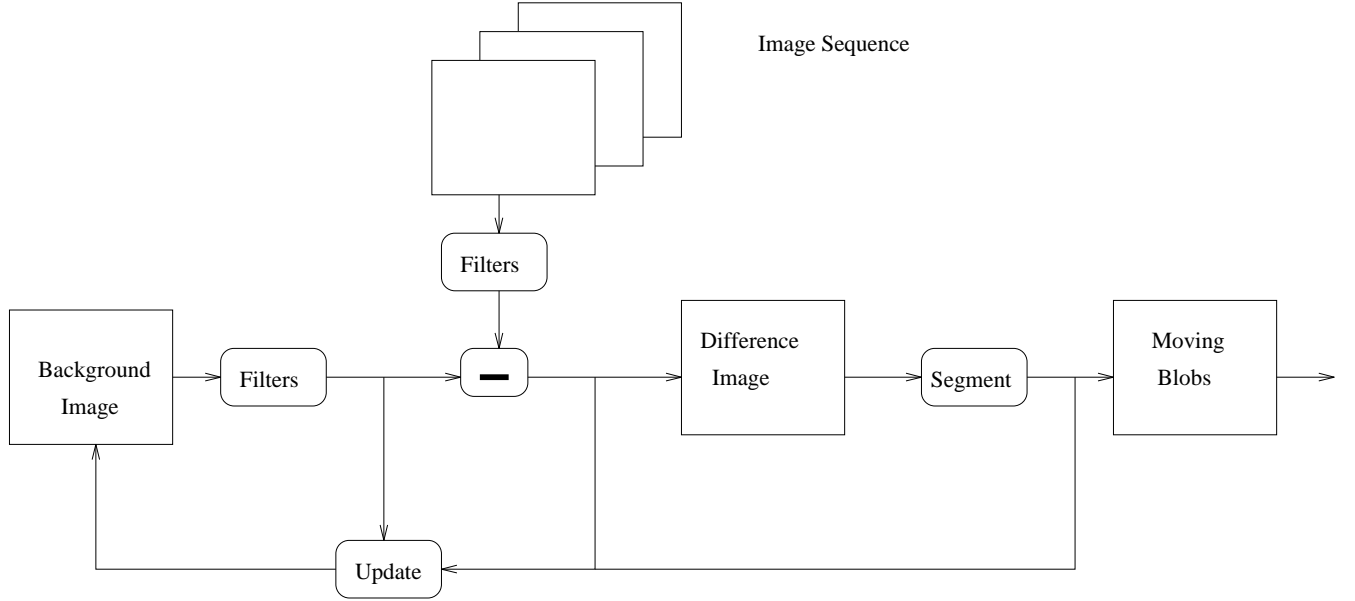 Image Sequence
Filters
Background
Image
Filters
−
Difference
Image
Segment
Moving
Blobs
Update